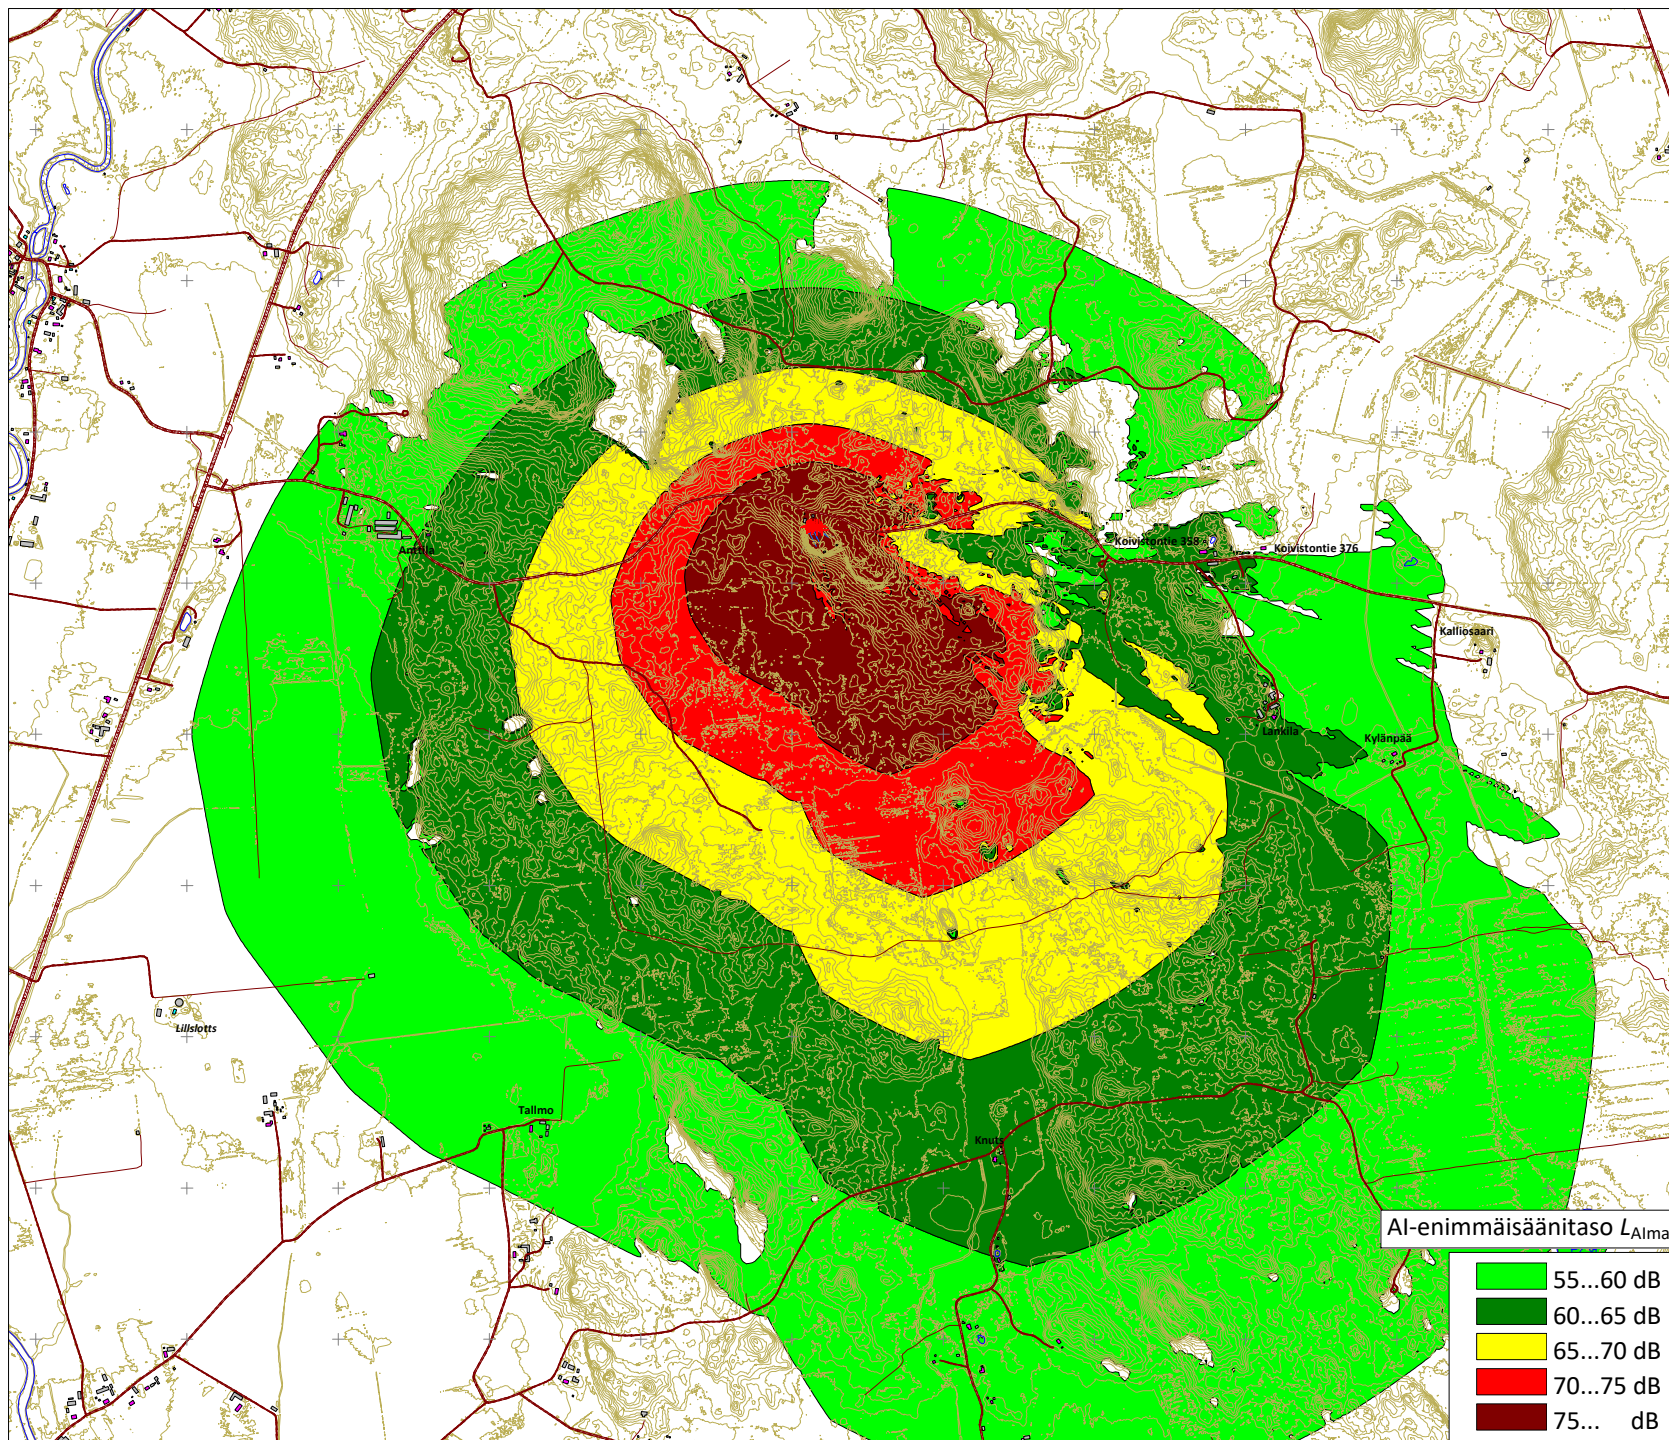 Anttila
Koivistontie 358
Koivistontie 376
Kalliosaari
Lankila
Kylänpää
Lillslotts
Tallmo
Knuts
AI-enimmäisäänitaso LAIma
55...60 dB
60...65 dB
65...70 dB
70...75 dB
75... dB